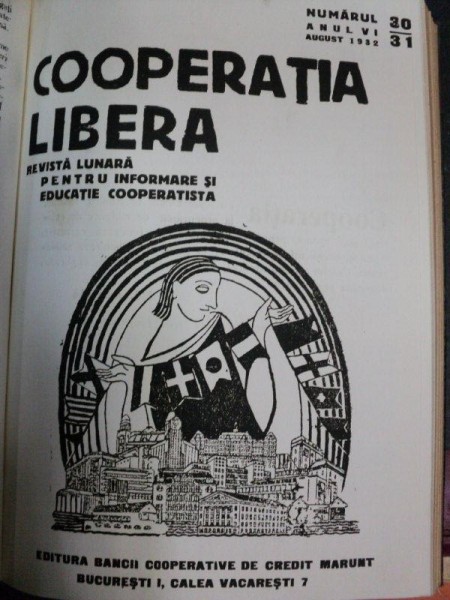 NUMĂRUL 30/31
ANUL VI
AUGUST 1932
COOPERAȚIA
LIBERA
REVISTĂ LUNARĂ
PENTRU INFORMARE ȘI
EDUCAȚIE COOPERATISTA
EDITURA BANCII COOPERATIVE DE CREDIT MARUNT
BUCUREȘTI I, CALEA VACAREȘTI 7